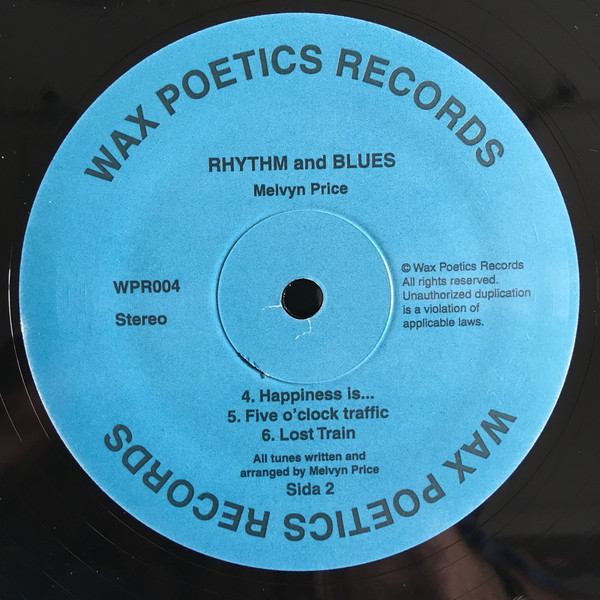 WAX POETICS RECORDS
RHYTHM and BLUES
Melvyn Price
WPR004
Stereo
© Wax Poetics Records
All rights reserved.
Unauthorized duplication
is a violation of
applicable laws.
4. Happiness is...
5. Five o'clock traffic
6. Lost Train
All tunes written and
arranged by Melvyn Price
Sida 2
WAX POETICS RECORDS